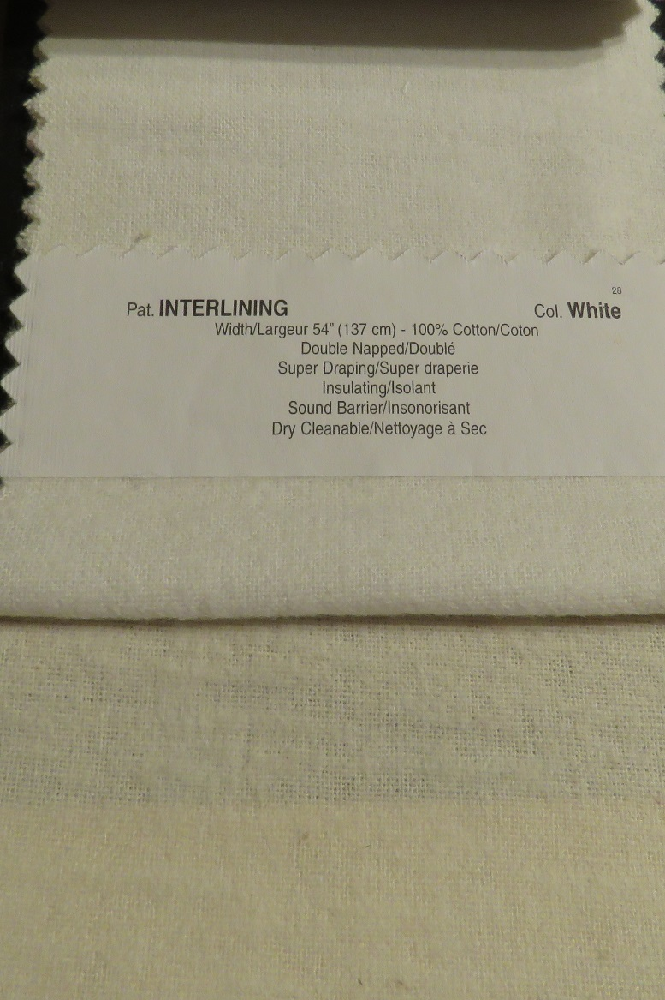 28
Pat. INTERLINING Col. White
Width/Largeur 54” (137 cm) - 100% Cotton/Coton
Double Napped/Doublé
Super Draping/Super draperie
Insulating/Isolant
Sound Barrier/Insonorisant
Dry Cleanable/Nettoyage à Sec